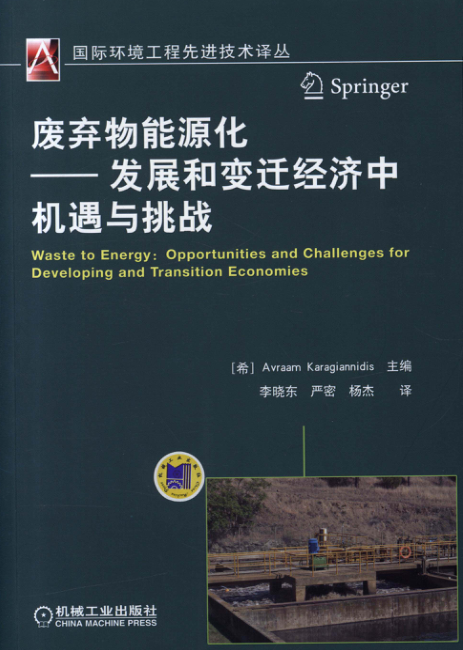 国际环境工程先进技术译丛
Springer
废弃物能源化
——发展和变迁经济中
机遇与挑战
Waste to Energy：Opportunities and Challenges for
Developing and Transition Economies
[希] Avraam Karagiannidis 主编
李晓东 严密 杨杰 译
机械工业出版社
CHINA MACHINE PRESS